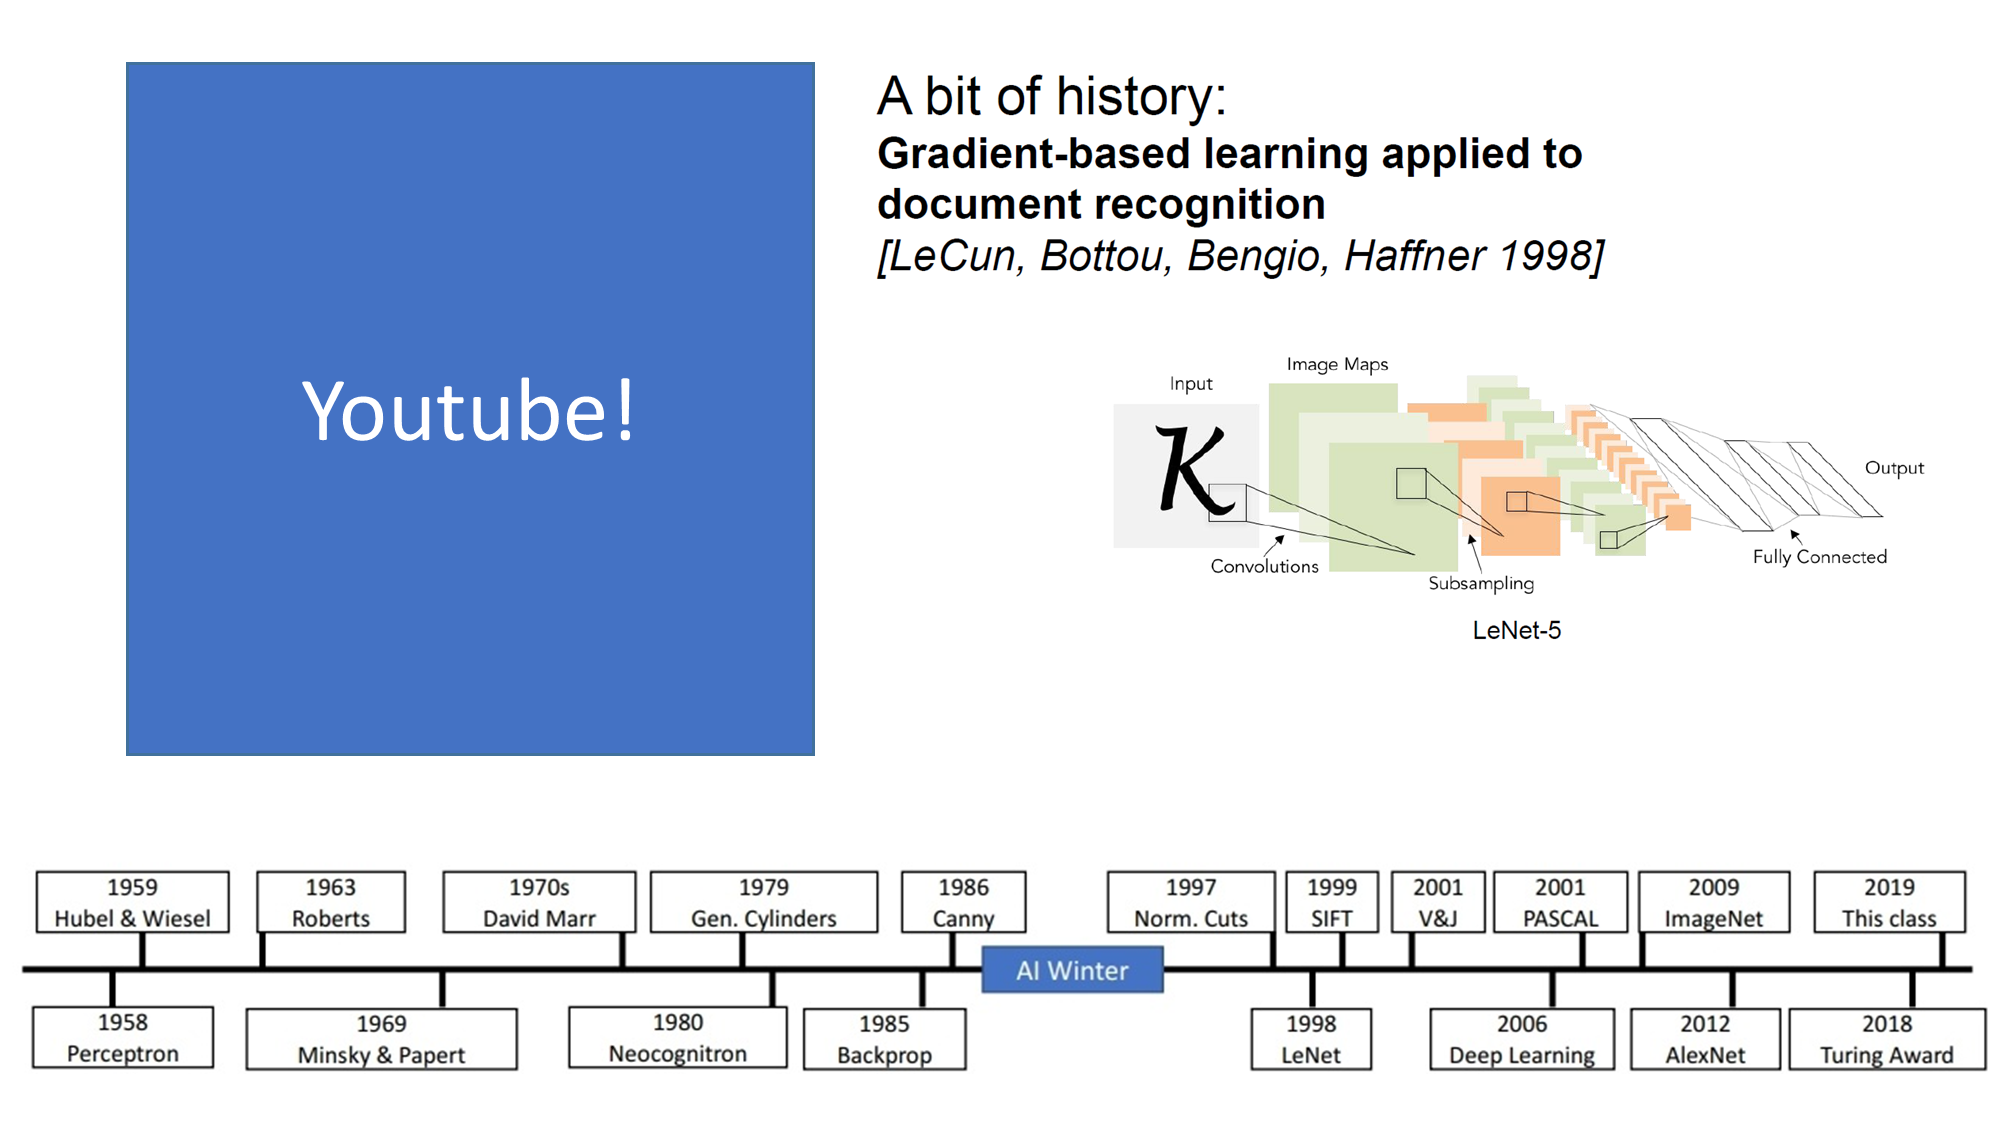 Youtube!
A bit of history:
Gradient-based learning applied to
document recognition
[LeCun, Bottou, Bengio, Haffner 1998]
Image Maps
Input
K
Output
Convolutions
Subsampling
Fully Connected
LeNet-5
1959
Hubel & Wiesel
1963
Roberts
1970s
David Marr
1979
Gen. Cylinders
1986
Canny
1997
Norm. Cuts
1999
SIFT
2001
V&J
2001
PASCAL
2009
ImageNet
2019
This class
AI Winter
1958
Perceptron
1969
Minsky & Papert
1980
Neocognitron
1985
Backprop
1998
LeNet
2006
Deep Learning
2012
AlexNet
2018
Turing Award